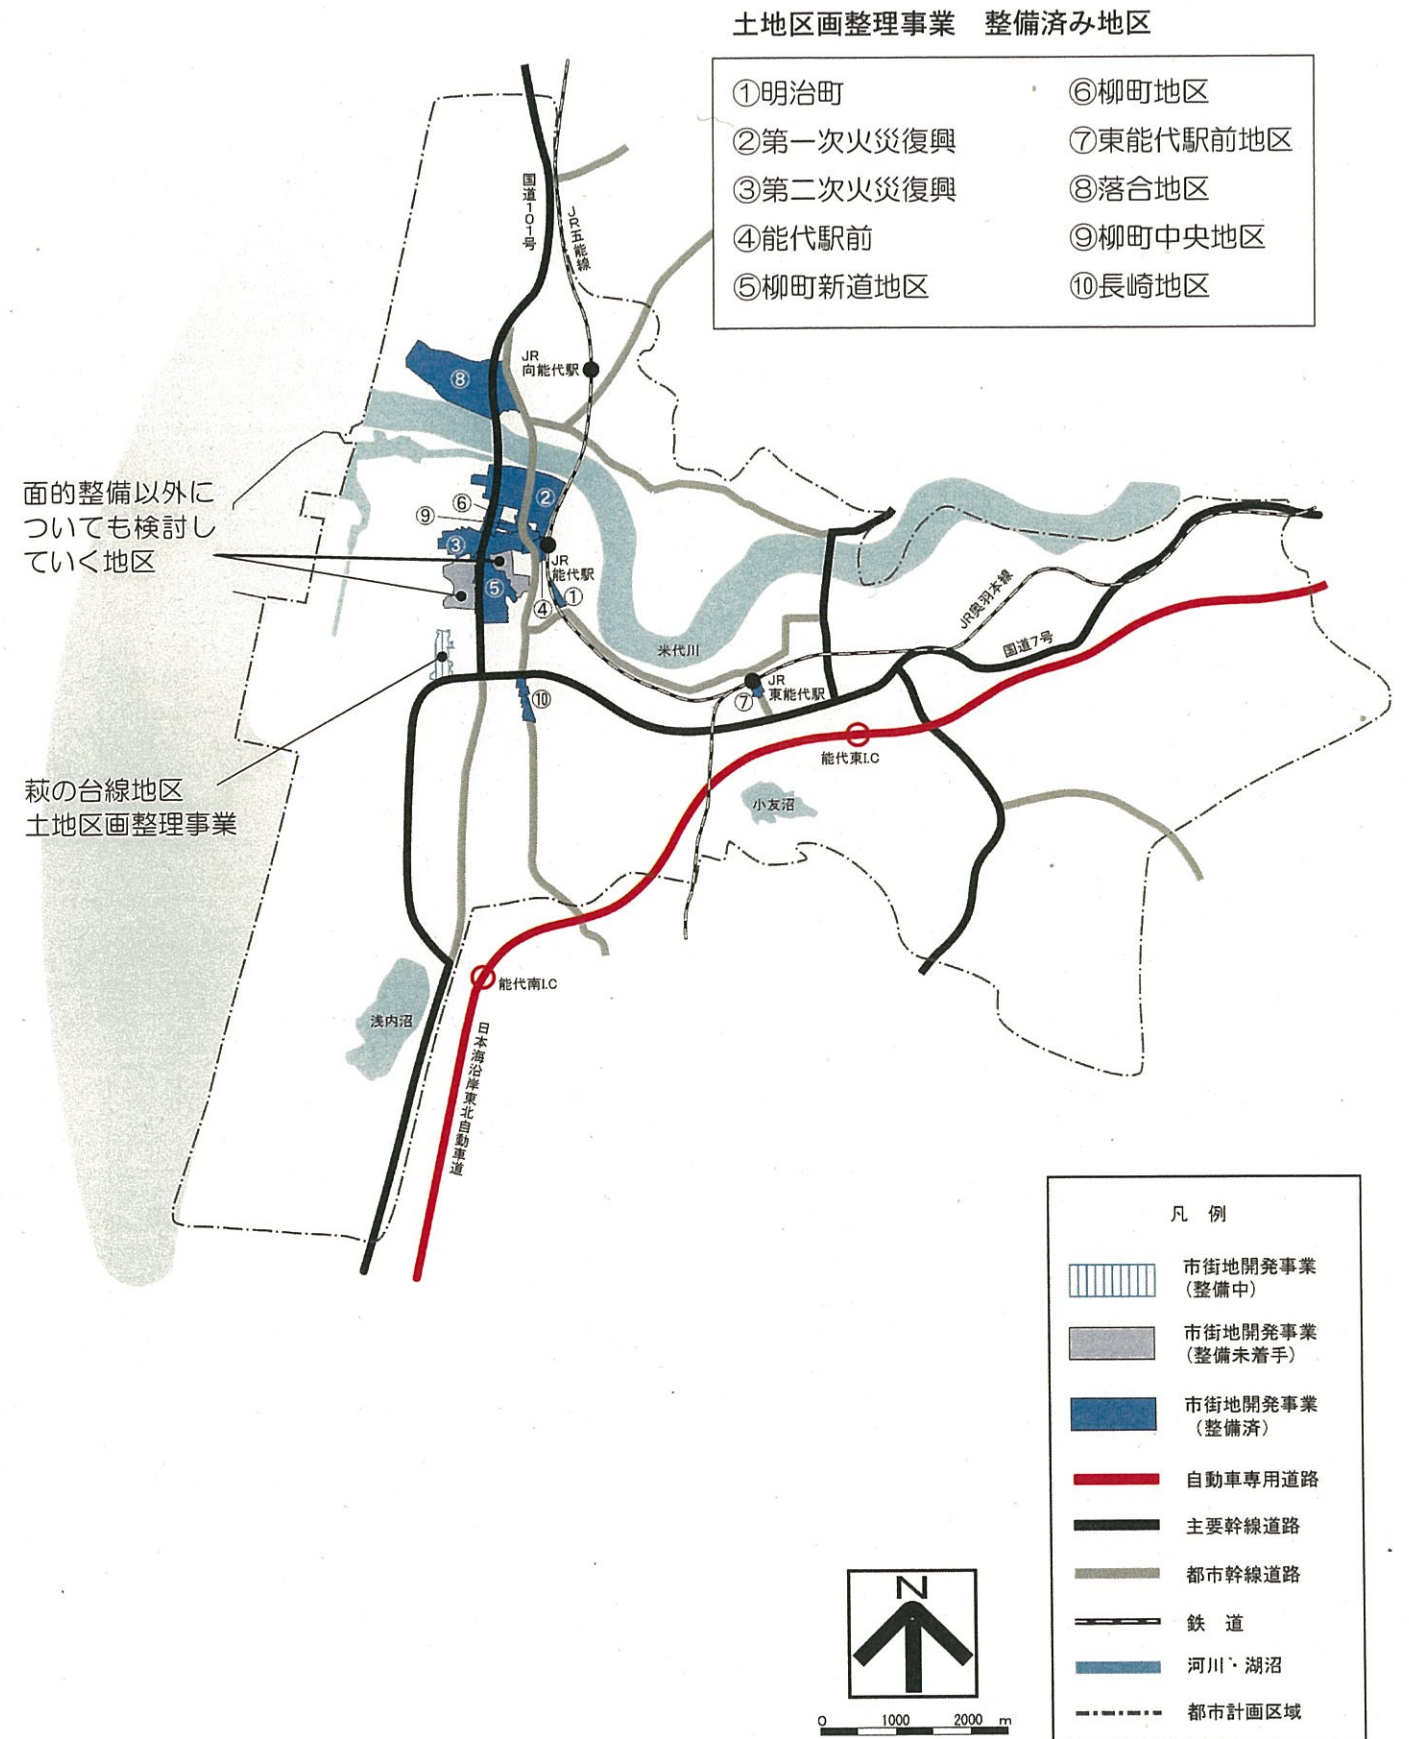 土地区画整理事業　整備済み地区
①明治町
②第一次火災復興
③第二次火災復興
④能代駅前
⑤柳町新道地区
⑥柳町地区
⑦東能代駅前地区
⑧落合地区
⑨柳町中央地区
⑩長崎地区
国道101号
JR五能線
JR
向能代駅
⑧
面的整備以外に
ついても検討し
ていく地区
⑥
②
⑨
③
JR
能代駅
⑤
④
①
米代川
JR奥羽本線
国道7号
JR
東能代駅
⑦
⑩
能代東I.C
小友沼
萩の台線地区
土地区画整理事業
能代南I.C
浅内沼
日本海沿岸東北自動車道
凡　例
市街地開発事業
(整備中)
市街地開発事業
(整備未着手)
市街地開発事業
(整備済)
自動車専用道路
主要幹線道路
都市幹線道路
鉄　道
河川・湖沼
都市計画区域
N
0 1000 2000 m